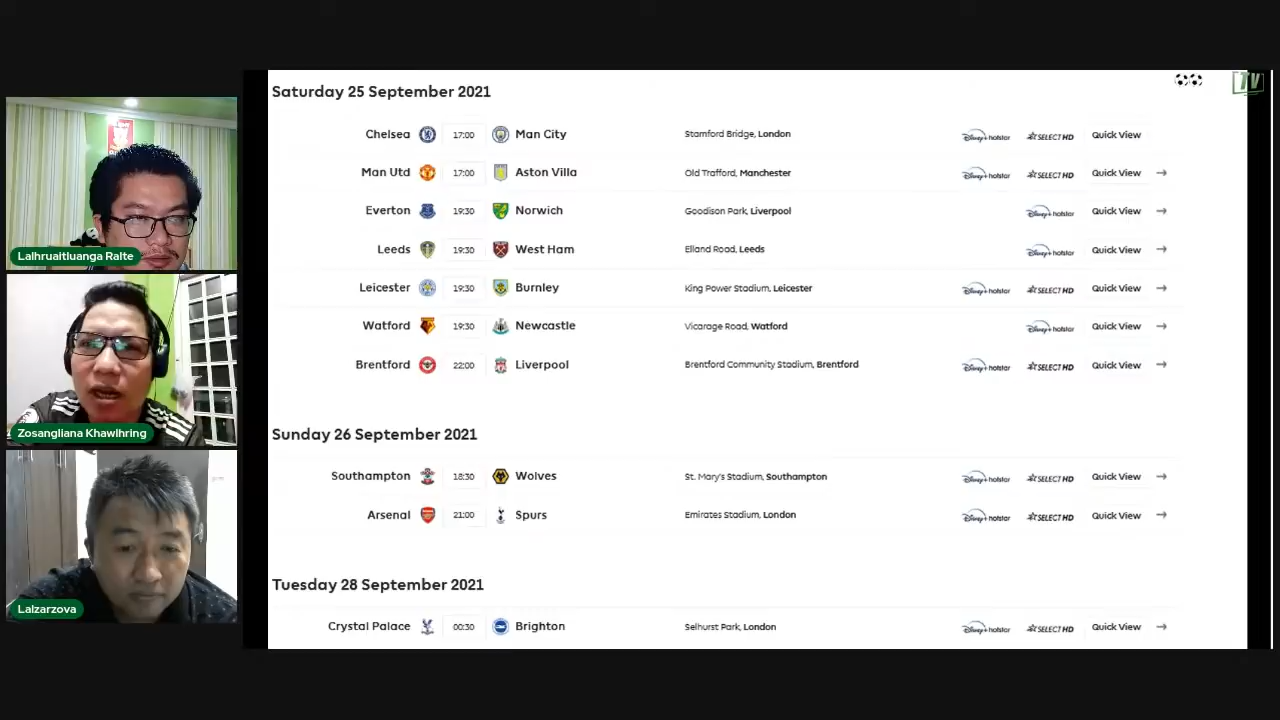 Lalhruaitluanga Ralte
Zosangliana Khawlhring
Lalzarzova
TV
Saturday 25 September 2021
Chelsea 17:00 Man City Stamford Bridge, London Disney+ hotstar SELECT HD Quick View
Man Utd 17:00 Aston Villa Old Trafford, Manchester Disney+ hotstar SELECT HD Quick View →
Everton 19:30 Norwich Goodison Park, Liverpool Disney+ hotstar Quick View →
Leeds 19:30 West Ham Elland Road, Leeds Disney+ hotstar Quick View →
Leicester 19:30 Burnley King Power Stadium, Leicester Disney+ hotstar SELECT HD Quick View →
Watford 19:30 Newcastle Vicarage Road, Watford Disney+ hotstar Quick View →
Brentford 22:00 Liverpool Brentford Community Stadium, Brentford Disney+ hotstar SELECT HD Quick View →
Sunday 26 September 2021
Southampton 18:30 Wolves St. Mary's Stadium, Southampton Disney+ hotstar SELECT HD Quick View →
Arsenal 21:00 Spurs Emirates Stadium, London Disney+ hotstar SELECT HD Quick View →
Tuesday 28 September 2021
Crystal Palace 00:30 Brighton Selhurst Park, London Disney+ hotstar SELECT HD Quick View →